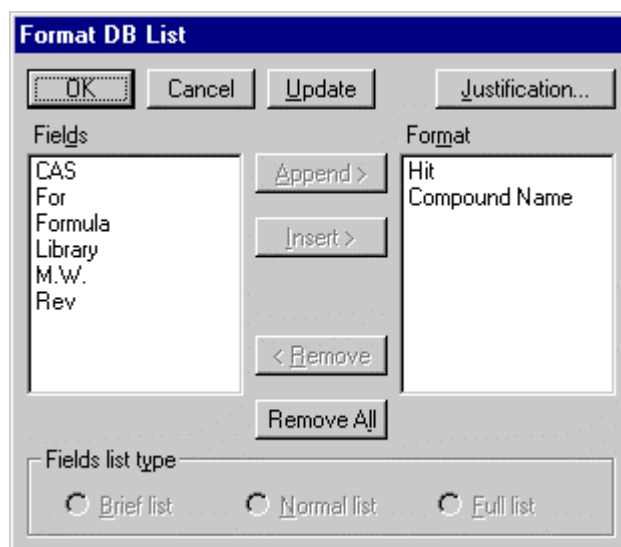 Format DB List
OK Cancel Update Justification...
Fields Format
CAS
For
Formula
Library
M.W.
Rev
Append >
Insert >
< Remove
Remove All
Hit
Compound Name
Fields list type
Brief list Normal list Full list